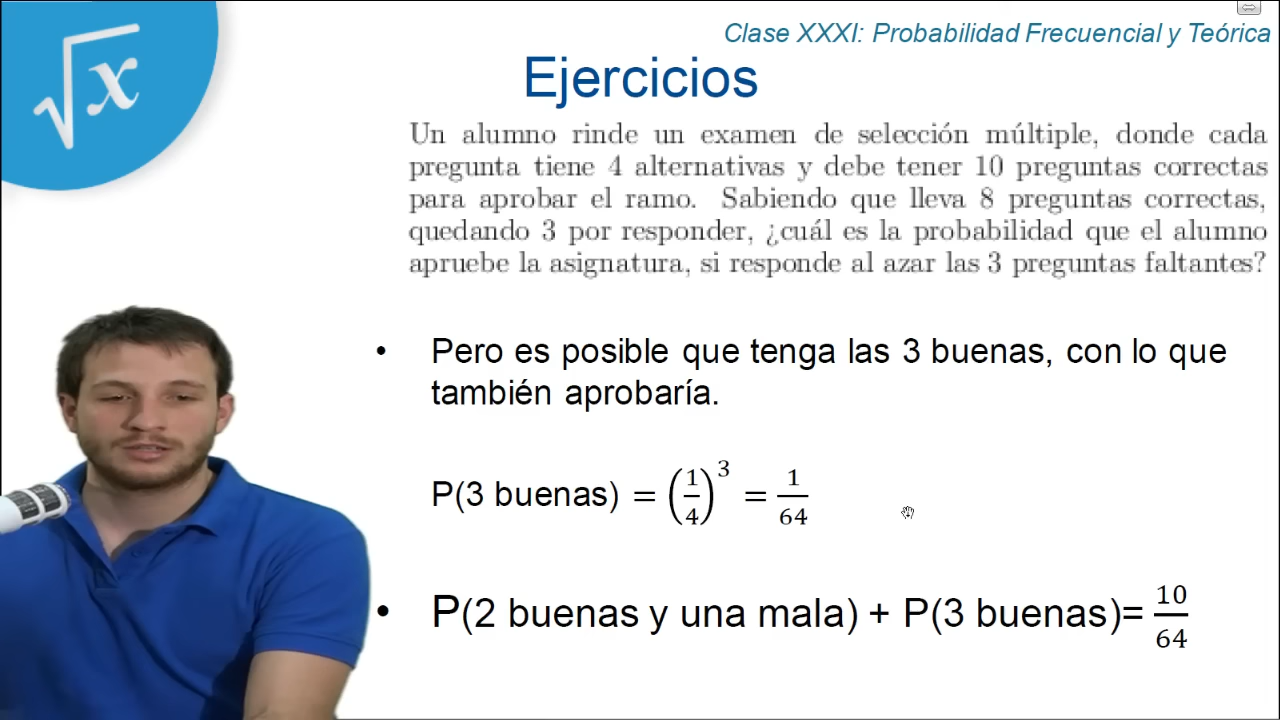 Clase XXXI: Probabilidad Frecuencial y Teórica
√x
Ejercicios
Un alumno rinde un examen de selección múltiple, donde cada
pregunta tiene 4 alternativas y debe tener 10 preguntas correctas
para aprobar el ramo. Sabiendo que lleva 8 preguntas correctas,
quedando 3 por responder, ¿cuál es la probabilidad que el alumno
apruebe la asignatura, si responde al azar las 3 preguntas faltantes?
• Pero es posible que tenga las 3 buenas, con lo que
también aprobaría.
P(3 buenas) = (1/4)^3 = 1/64
• P(2 buenas y una mala) + P(3 buenas)= 10/64